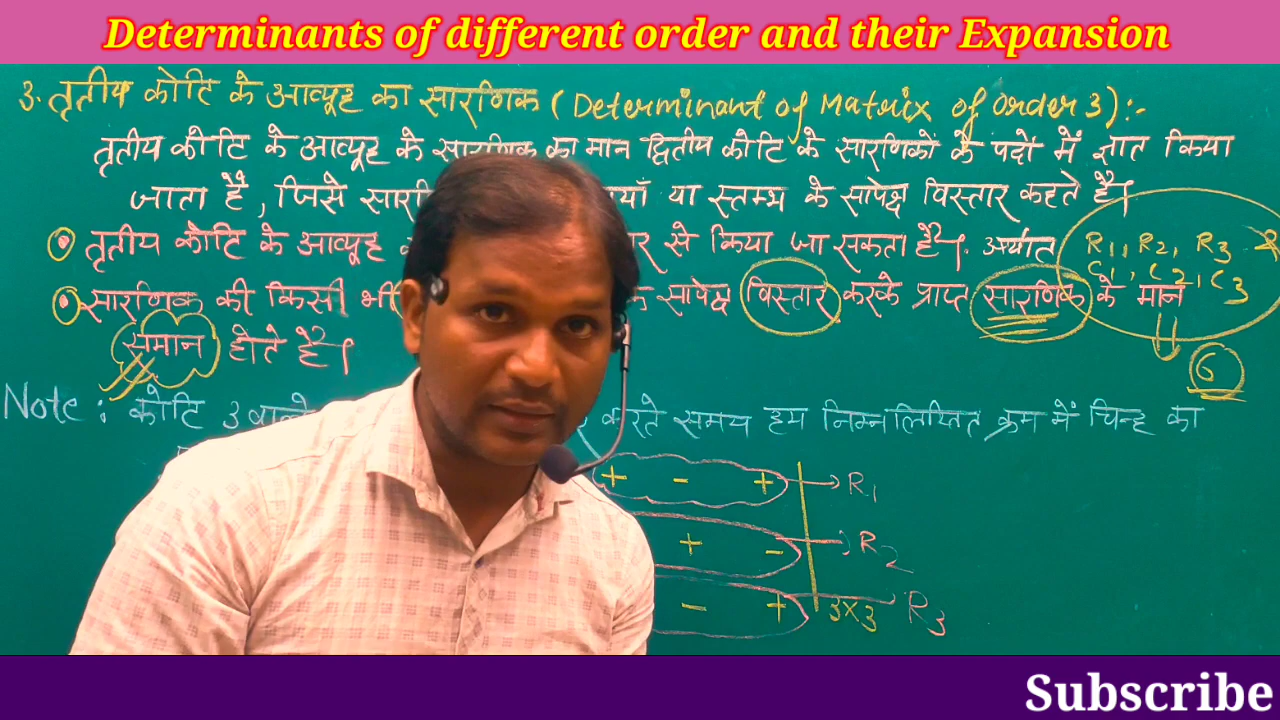 Determinants of different order and their Expansion
3. तृतीय कोटि के आव्यूह का सारणिक (Determinant of Matrix of order 3):-
तृतीय कोटि के आव्यूह के सारणिक का मान द्वितीय कोटि के सारणिकों के पदों में ज्ञात किया
जाता है, जिसे या स्तम्भ के सापेक्ष विस्तार कहते है।
तृतीय कोटि के आव्यूह से किया जा सकता है। अर्थात R1, R2, R3
C1, C2, C3
सारणिक की किसी भी के सापेक्ष विस्तार करके प्राप्त सारणिक के मान
समान होते है।
6
Note: कोटि 3 वाले करते समय हम निम्नलिखित क्रम में चिन्ह का
+ - + → R1
+ - → R2
- + 3x3 R3
Subscribe